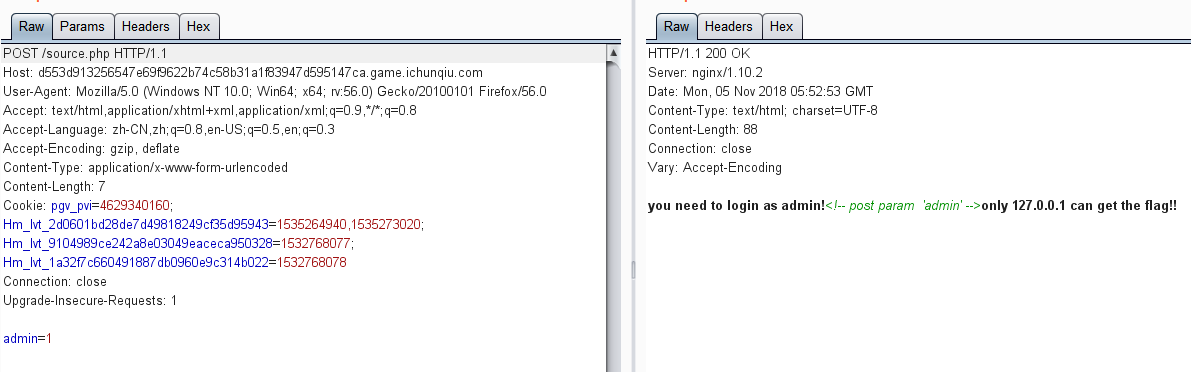 Raw Params Headers Hex
POST /source.php HTTP/1.1
Host: d553d913256547e69f9622b74c58b31a1f83947d595147ca.game.ichunqiu.com
User-Agent: Mozilla/5.0 (Windows NT 10.0; Win64; x64; rv:56.0) Gecko/20100101 Firefox/56.0
Accept: text/html,application/xhtml+xml,application/xml;q=0.9,*/*;q=0.8
Accept-Language: zh-CN,zh;q=0.8,en-US;q=0.5,en;q=0.3
Accept-Encoding: gzip, deflate
Content-Type: application/x-www-form-urlencoded
Content-Length: 7
Cookie: pgv_pvi=4629340160;
Hm_lvt_2d0601bd28de7d49818249cf35d95943=1535264940,1535273020;
Hm_lvt_9104989ce242a8e03049eaceca950328=1532768077;
Hm_lvt_1a32f7c660491887db0960e9c314b022=1532768078
Connection: close
Upgrade-Insecure-Requests: 1
admin=1
Raw Headers Hex
HTTP/1.1 200 OK
Server: nginx/1.10.2
Date: Mon, 05 Nov 2018 05:52:53 GMT
Content-Type: text/html; charset=UTF-8
Content-Length: 88
Connection: close
Vary: Accept-Encoding
you need to login as admin!<!-- post param  'admin' -->only 127.0.0.1 can get the flag!!